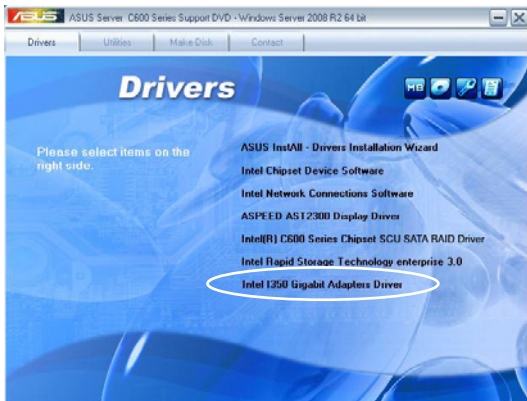 ASUS ASUS Server C600 Series Support DVD - Windows Server 2008 R2 64 bit
Drivers Utilities Make Disk Contact
Drivers
MB
Please select items on the
right side.
ASUS InstAll - Drivers Installation Wizard
Intel Chipset Device Software
Intel Network Connections Software
ASPEED AST2300 Display Driver
Intel(R) C600 Series Chipset SCU SATA RAID Driver
Intel Rapid Storage Technology enterprise 3.0
Intel I350 Gigabit Adapters Driver